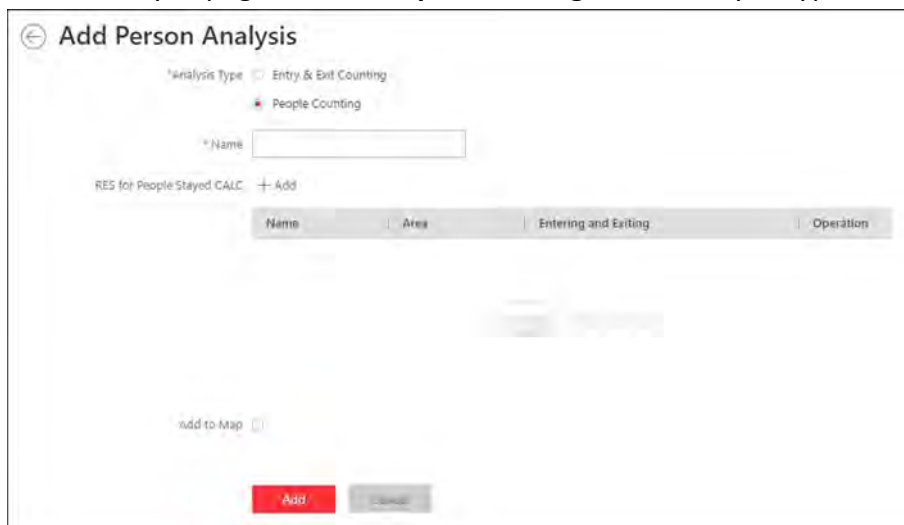 Add Person Analysis
*Analysis Type Entry & Exit Counting
People Counting
* Name
RES for People Stayed CALC + Add
Name Area Entering and Exiting Operation
Add to Map
Add